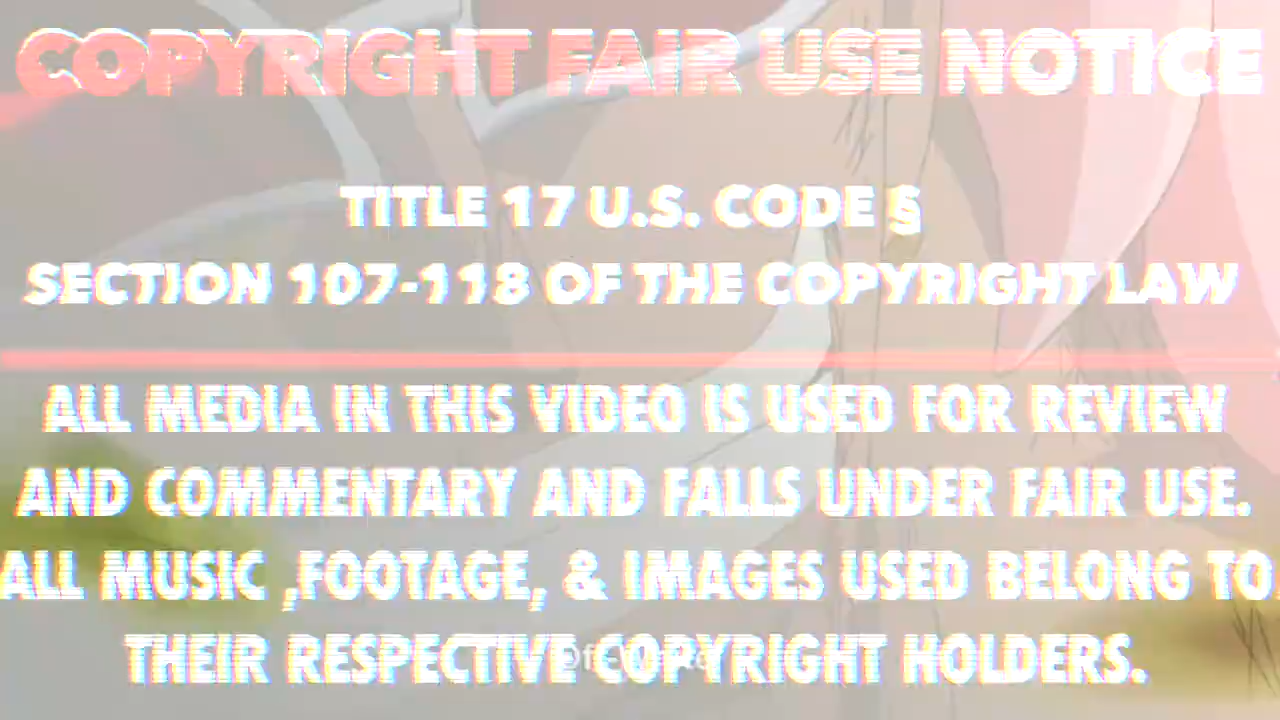 COPYRIGHT FAIR USE NOTICE
TITLE 17 U.S. CODE §
SECTION 107-118 OF THE COPYRIGHT LAW
ALL MEDIA IN THIS VIDEO IS USED FOR REVIEW
AND COMMENTARY AND FALLS UNDER FAIR USE.
ALL MUSIC ,FOOTAGE, & IMAGES USED BELONG TO
THEIR RESPECTIVE COPYRIGHT HOLDERS.